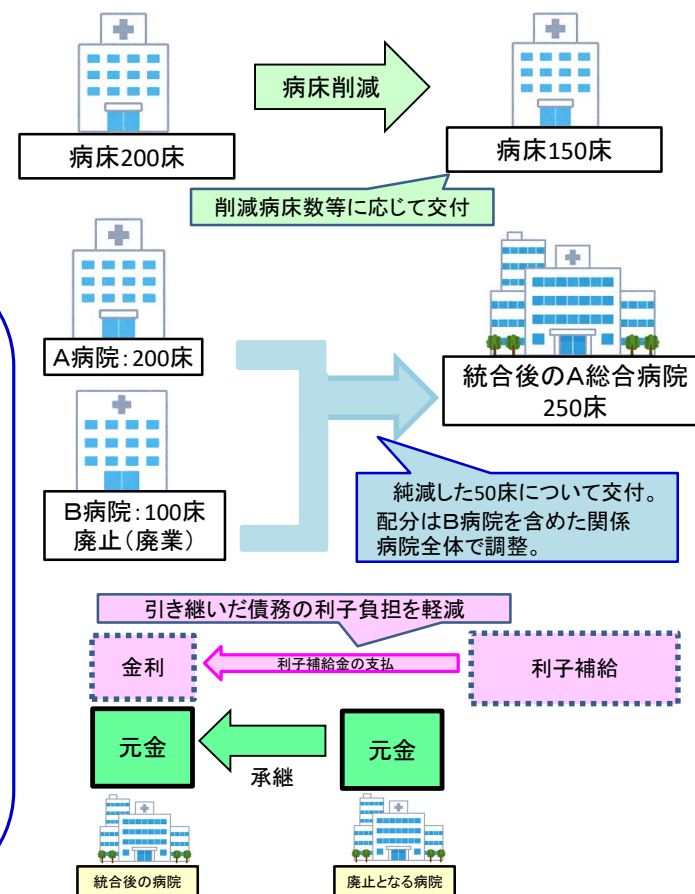 病床削減
病床200床
病床150床
削減病床数等に応じて交付
A病院:200床
統合後のA総合病院
250床
B病院:100床
廃止(廃業)
純減した50床について交付。
配分はB病院を含めた関係
病院全体で調整。
引き継いだ債務の利子負担を軽減
金利
利子補給金の支払
利子補給
元金
承継
元金
統合後の病院
廃止となる病院